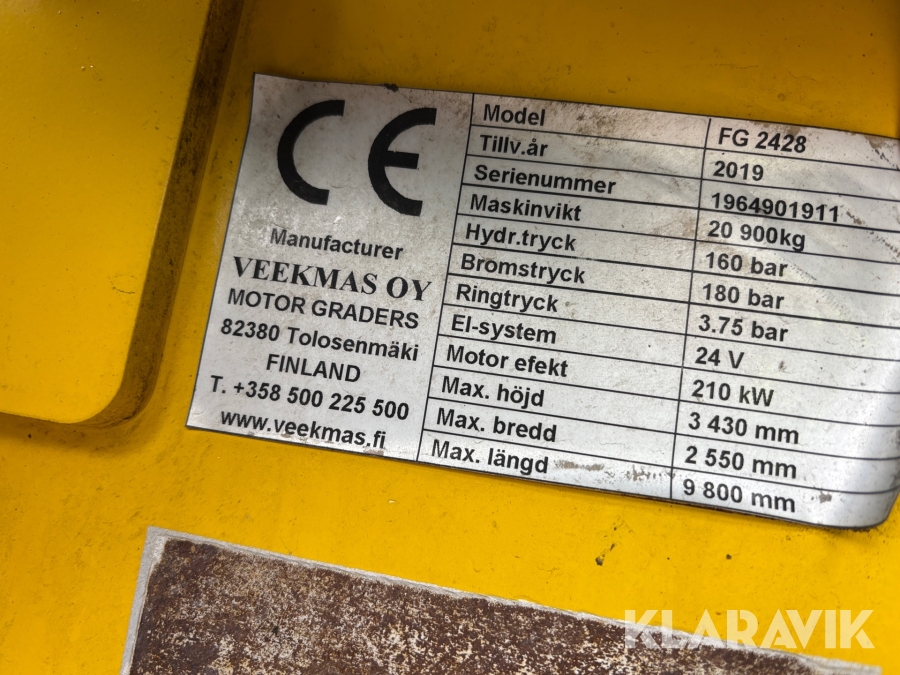 CE
Manufacturer
VEEKMAS OY
MOTOR GRADERS
82380 Tolosenmäki
FINLAND
T. +358 500 225 500
www.veekmas.fi
Model FG 2428
Tillv.år 2019
Serienummer 1964901911
Maskinvikt 20 900kg
Hydr.tryck 160 bar
Bromstryck 180 bar
Ringtryck 3.75 bar
El-system 24 V
Motor efekt 210 kW
Max. höjd 3 430 mm
Max. bredd 2 550 mm
Max. längd 9 800 mm
KLARAVIK